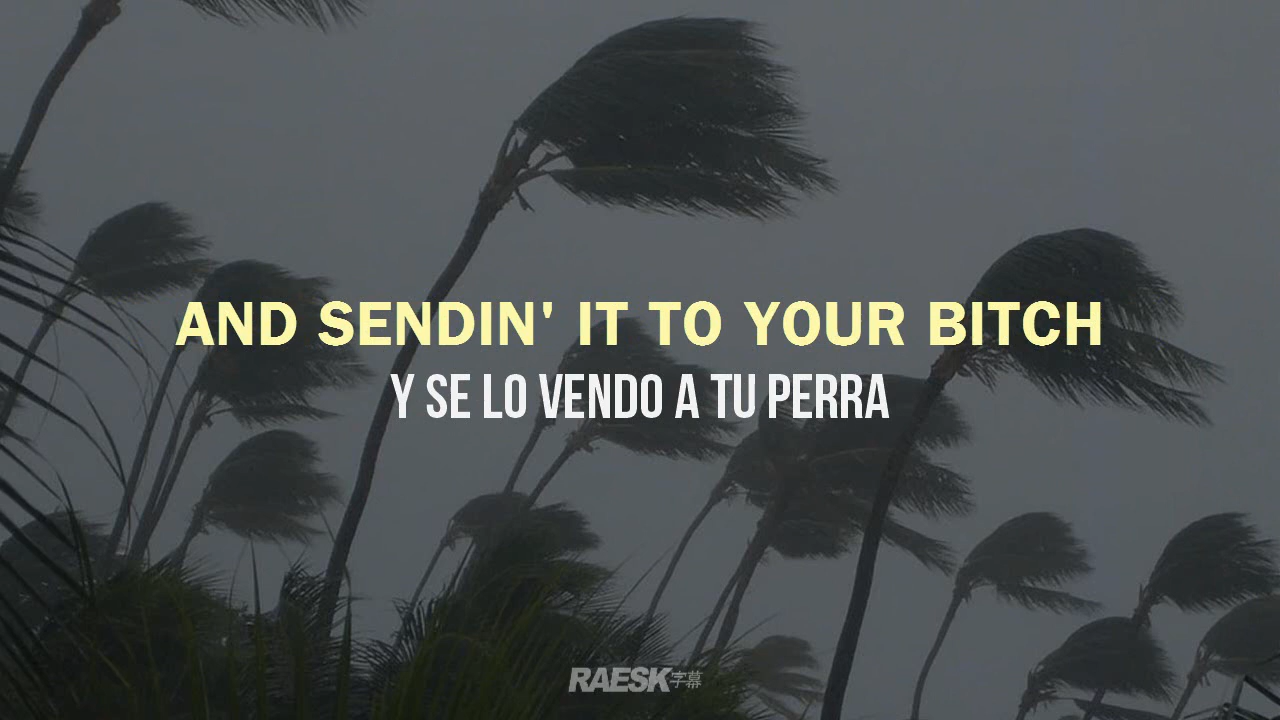 AND SENDIN' IT TO YOUR BITCH
Y SE LO VENDO A TU PERRA
RAESK字幕